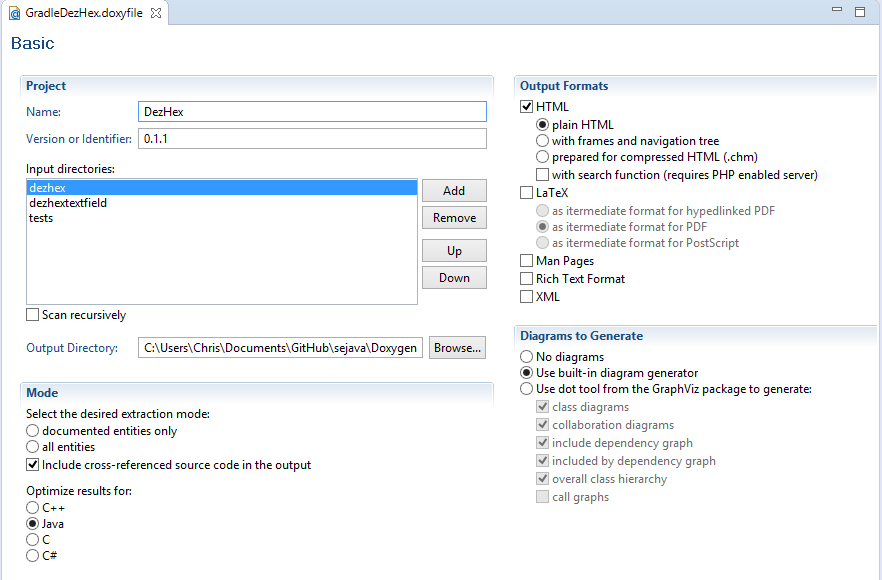 GradleDezHex.doxyfile
Basic
Project
Name: DezHex
Version or Identifier: 0.1.1
Input directories:
dezhex
dezhextextfield
tests
Add
Remove
Up
Down
Scan recursively
Output Directory: C:\Users\Chris\Documents\GitHub\sejava\Doxygen Browse...
Mode
Select the desired extraction mode:
documented entities only
all entities
Include cross-referenced source code in the output
Optimize results for:
C++
Java
C
C#
Output Formats
HTML
plain HTML
with frames and navigation tree
prepared for compressed HTML (.chm)
with search function (requires PHP enabled server)
LaTeX
as itermediate format for hypedlinked PDF
as itermediate format for PDF
as itermediate format for PostScript
Man Pages
Rich Text Format
XML
Diagrams to Generate
No diagrams
Use built-in diagram generator
Use dot tool from the GraphViz package to generate:
class diagrams
collaboration diagrams
include dependency graph
included by dependency graph
overall class hierarchy
call graphs